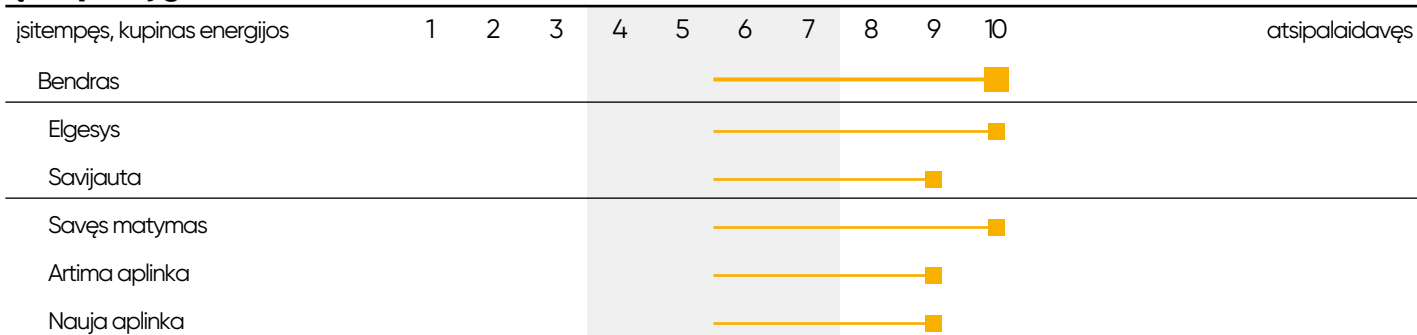 įsitempęs, kupinas energijos 1 2 3 4 5 6 7 8 9 10 atsipalaidavęs
Bendras
Elgesys
Savijauta
Savęs matymas
Artima aplinka
Nauja aplinka